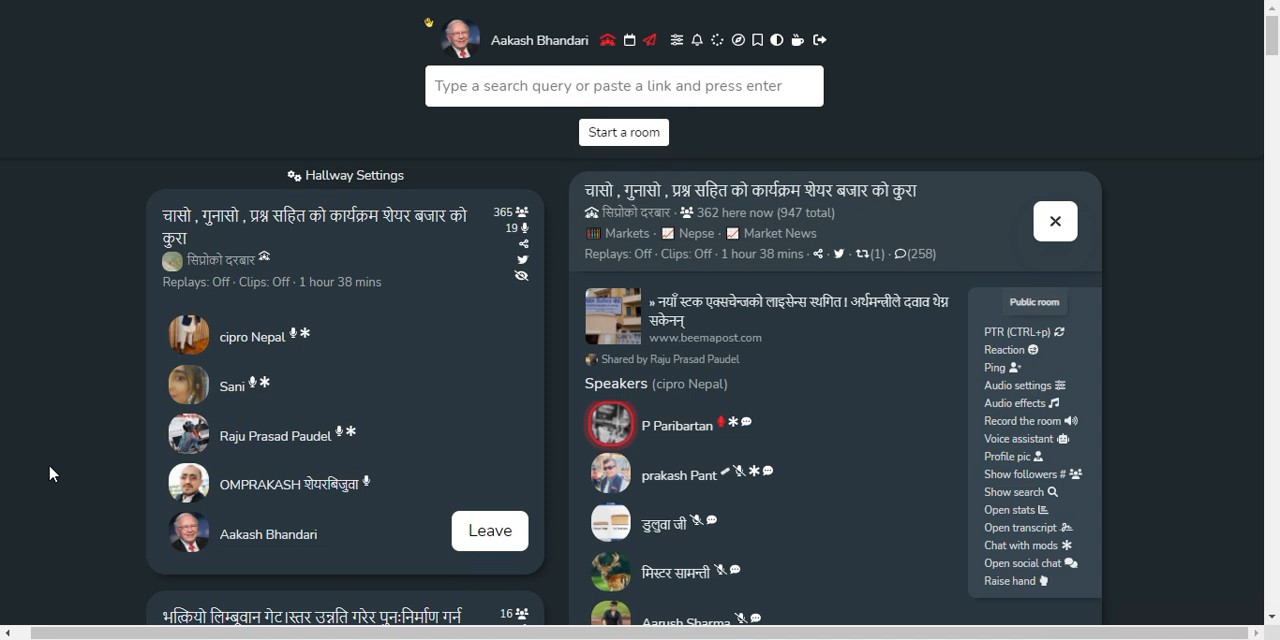 Aakash Bhandari
Type a search query or paste a link and press enter
Start a room
Hallway Settings
चासो , गुनासो , प्रश्न सहित को कार्यक्रम शेयर बजार को
कुरा
365
19
सिप्रोको दरबार
Replays: Off · Clips: Off · 1 hour 38 mins
cipro Nepal
Sani
Raju Prasad Paudel
OMPRAKASH शेयरबिजुवा
Aakash Bhandari
Leave
भत्कियो लिम्बूवान गेट।स्तर उन्नति गरेर पुनःनिर्माण गर्न
16
चासो , गुनासो , प्रश्न सहित को कार्यक्रम शेयर बजार को कुरा
सिप्रोको दरबार · 362 here now (947 total)
Markets · Nepse · Market News
Replays: Off · Clips: Off · 1 hour 38 mins · · · (1) · (258)
» नयाँ स्टक एक्सचेन्जको लाइसेन्स स्थगित । अर्थमन्त्रीले दवाव थेग्न
सकेनन्
www.beemapost.com
Shared by Raju Prasad Paudel
Speakers (cipro Nepal)
P Paribartan
prakash Pant
डुलुवा जी
मिस्टर सामन्ती
Aarush Sharma
Public room
PTR (CTRL+p)
Reaction
Ping
Audio settings
Audio effects
Record the room
Voice assistant
Profile pic
Show followers #
Show search
Open stats
Open transcript
Chat with mods
Open social chat
Raise hand